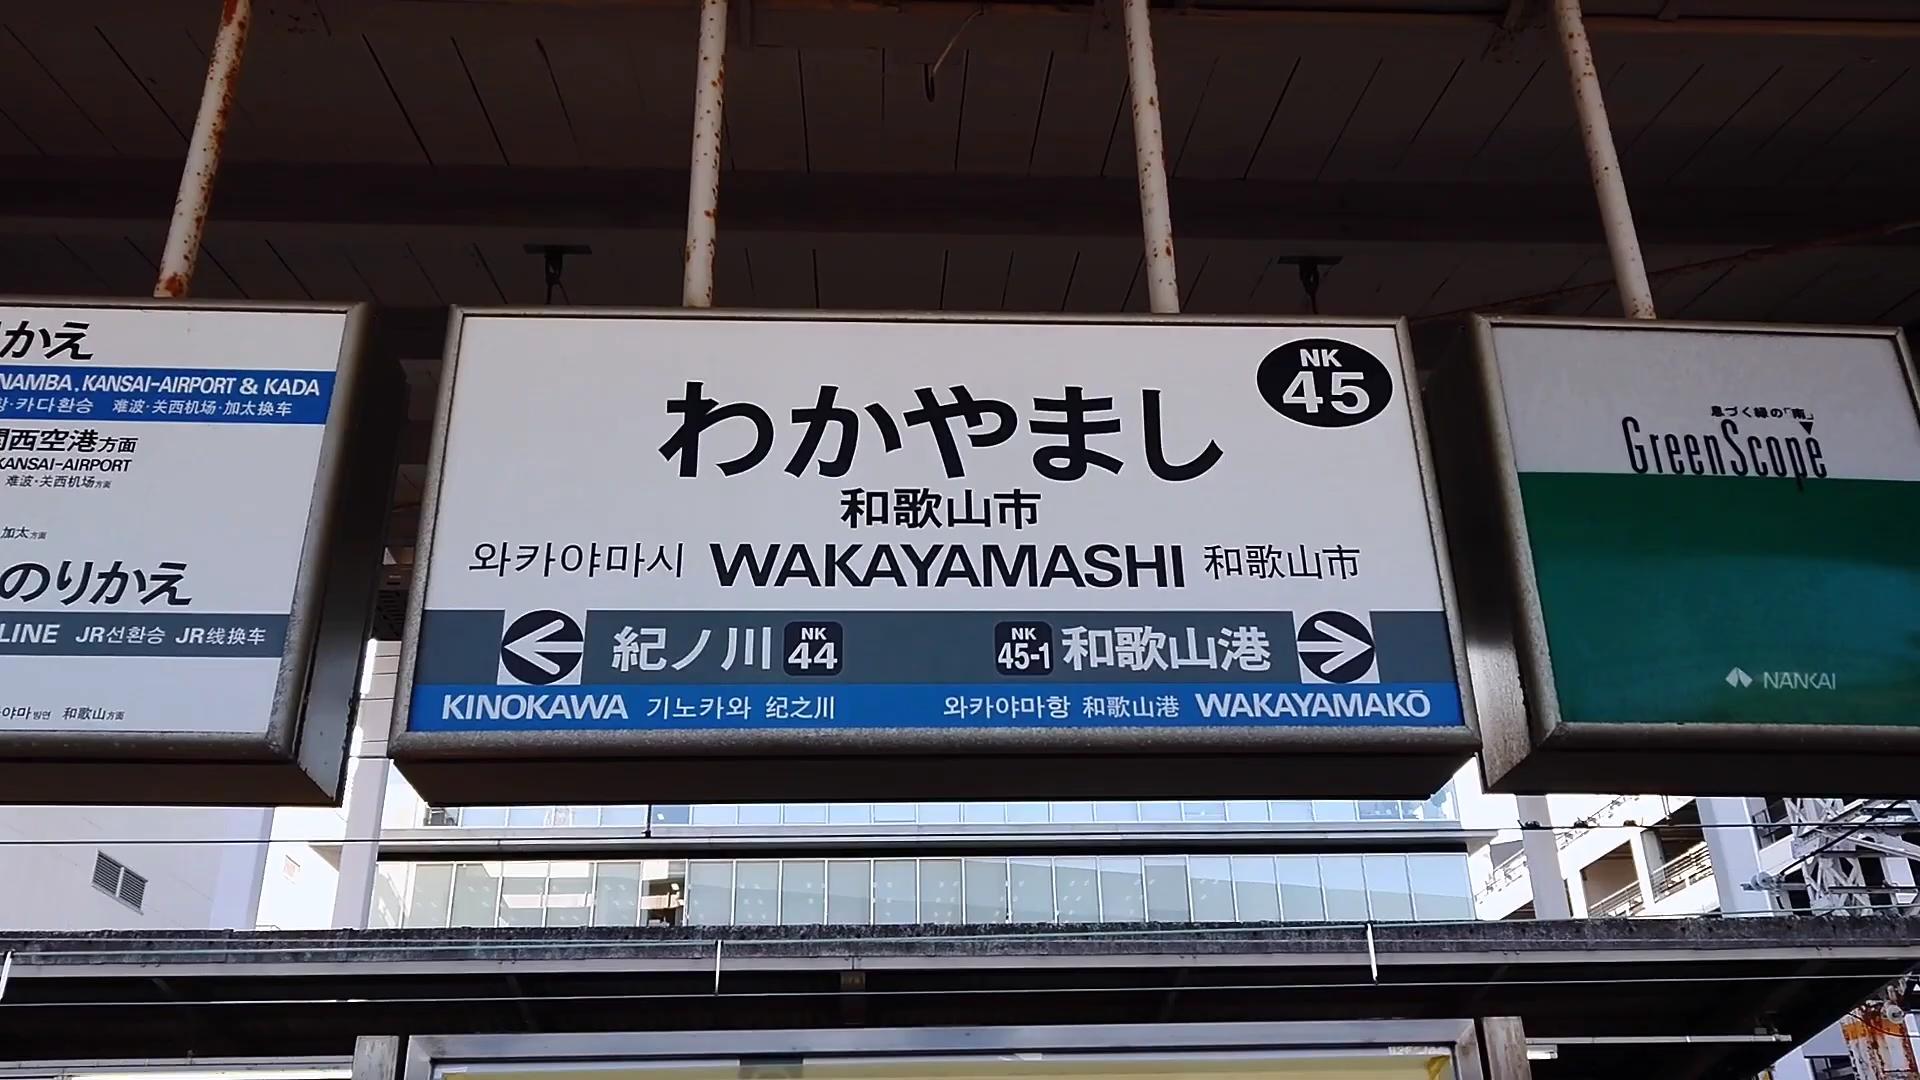 かえ
NAMBA, KANSAI-AIRPORT & KADA
카다환승 难波·关西机场·加太换车
西空港方面
KANSAI-AIRPORT
难波·关西机场方面
加太方面
のりかえ
LINE JR선환승 JR线换车
야마방면 和歌山方面
NK
45
わかやまし
和歌山市
와카야마시 WAKAYAMASHI 和歌山市
紀ノ川 NK 44
NK 45-1 和歌山港
KINOKAWA 기노카와 纪之川
와카야마항 和歌山港 WAKAYAMAKŌ
息づく緑の「南」
GreenScope
NANKAI